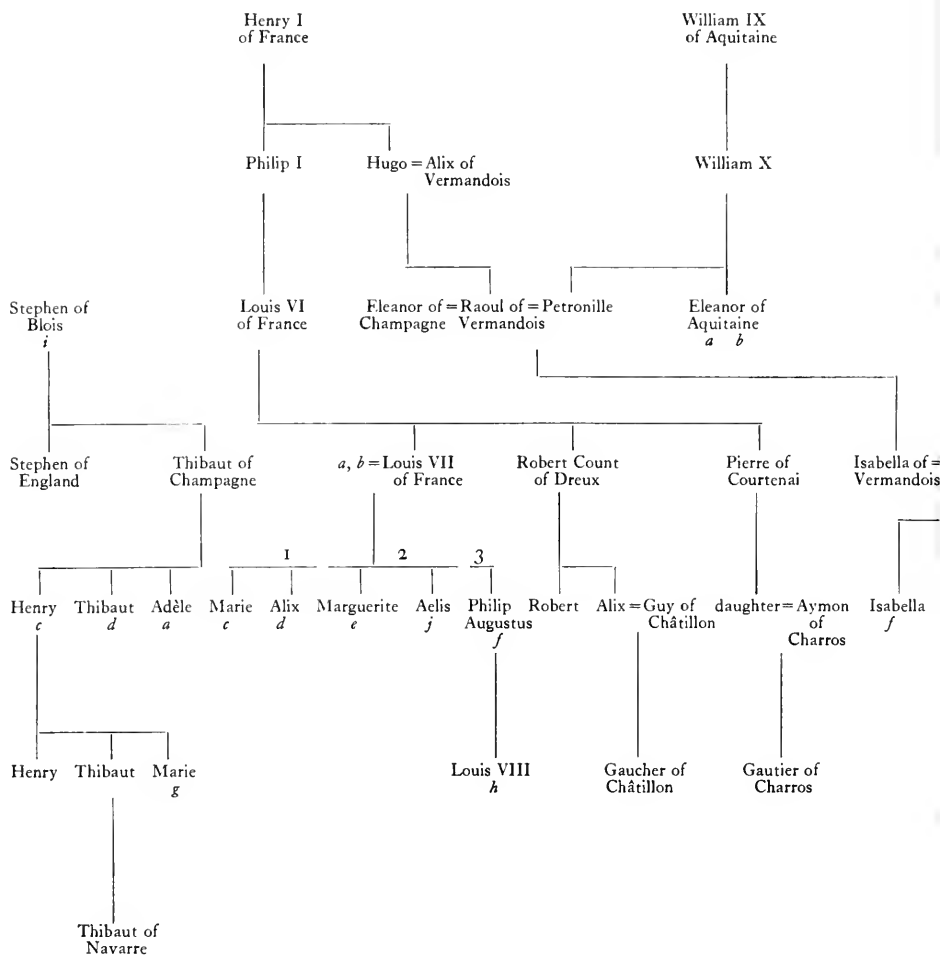 Henry I
of France
William IX
of Aquitaine
Philip I
Hugo = Alix of
Vermandois
William X
Stephen of
Blois
i
Louis VI
of France
Eleanor of = Raoul of = Petronille
Champagne Vermandois
Eleanor of
Aquitaine
a b
Stephen of
England
Thibaut of
Champagne
a, b = Louis VII
of France
Robert Count
of Dreux
Pierre of
Courtenai
Isabella of =
Vermandois
1 2 3
Henry
c
Thibaut
d
Adèle
a
Marie
c
Alix
d
Marguerite
e
Aelis
j
Philip
Augustus
f
Robert
Alix = Guy of
Châtillon
daughter = Aymon
of
Charros
Isabella
f
Henry
Thibaut
Marie
g
Louis VIII
h
Gaucher of
Châtillon
Gautier of
Charros
Thibaut of
Navarre